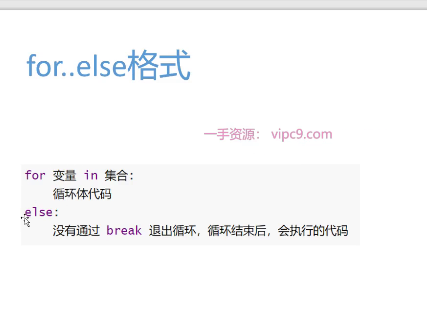 for..else格式
一手资源： vipc9.com
for 变量 in 集合:
循环体代码
else:
没有通过 break 退出循环，循环结束后，会执行的代码